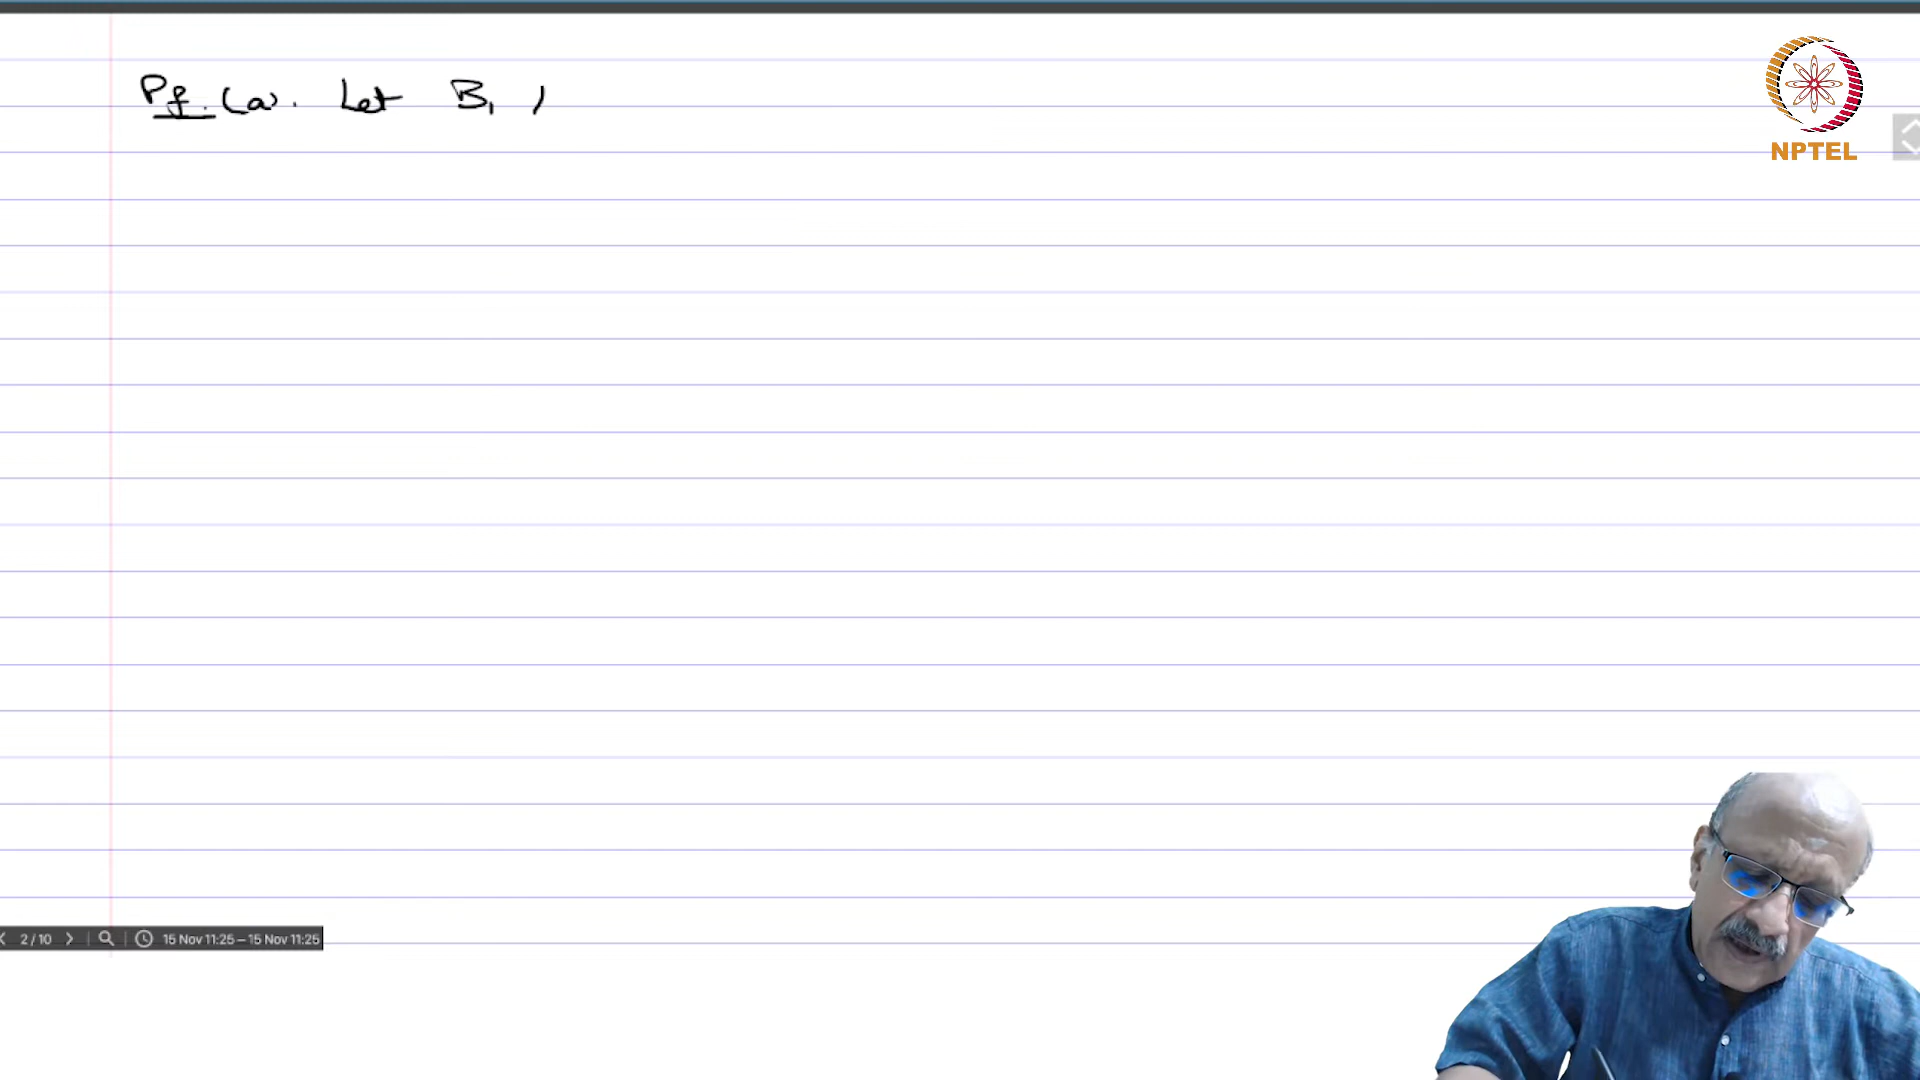 Pf. (a). Let B₁,
NPTEL
2 / 10
15 Nov 11:25 – 15 Nov 11:25